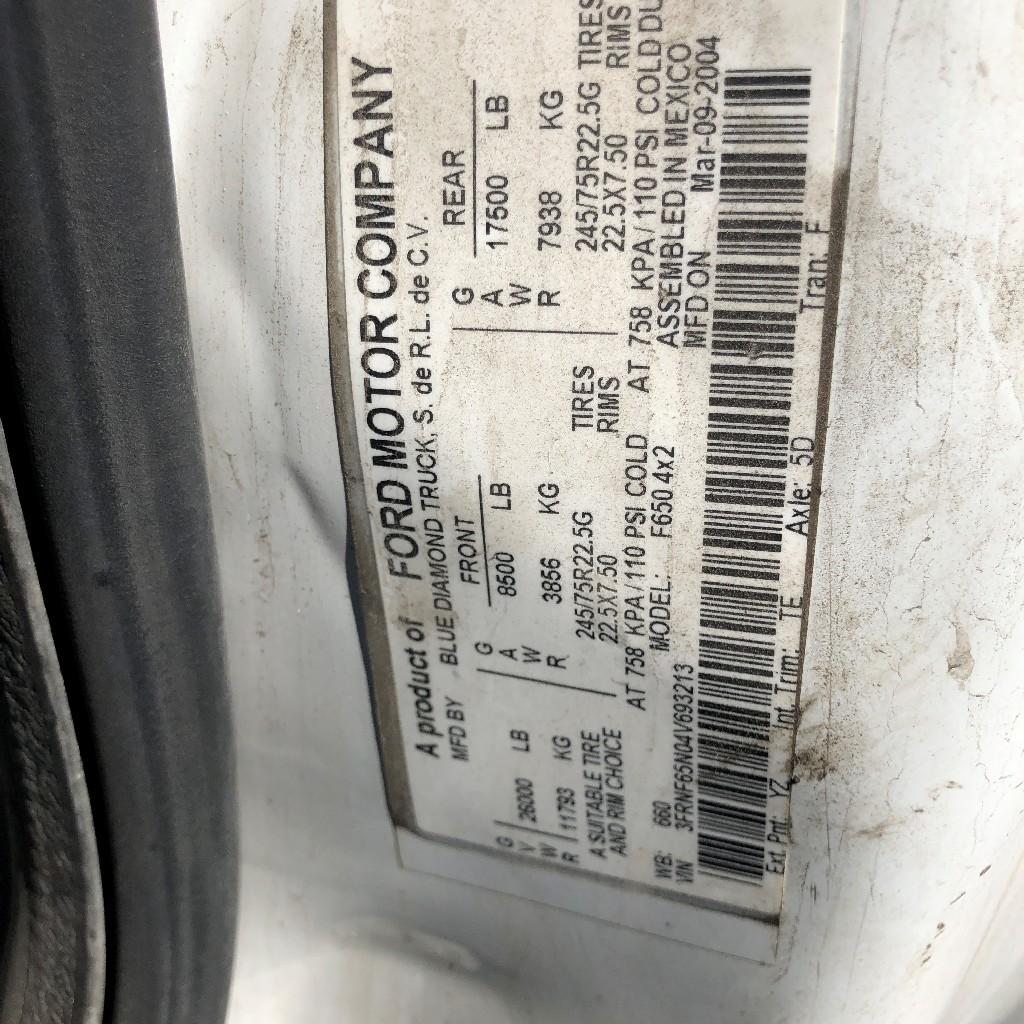 A product of FORD MOTOR COMPANY
MFD BY BLUE DIAMOND TRUCK, S. de R.L. de C.V.
FRONT REAR
GVWR 26000 LB
11793 KG
GAWR 8500 LB
3856 KG
GAWR 17500 LB
7938 KG
A SUITABLE TIRE 245/75R22.5G TIRES 245/75R22.5G TIRES
AND RIM CHOICE 22.5X7.50 RIMS 22.5X7.50 RIMS
AT 758 KPA/110 PSI COLD AT 758 KPA/110 PSI COLD DU
WB: 660 MODEL: F650 4x2 ASSEMBLED IN MEXICO
VIN 3FRNF65N04V693213 MFD ON Mar-09-2004
Ext. Pnt: YZ Int Trim: TE Axle: 5D Tran: F